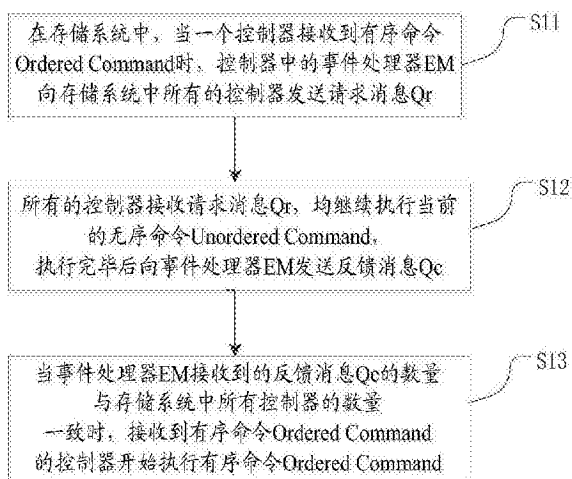 S11
在存储系统中，当一个控制器接收到有序命令
Ordered Command时，控制器中的事件处理器EM
向存储系统中所有的控制器发送请求消息Qr
S12
所有的控制器接收请求消息Qr，均继续执行当前
的无序命令Unordered Command，
执行完毕后向事件处理器EM发送反馈消息Qc
S13
当事件处理器EM接收到的反馈消息Qc的数量
与存储系统中所有控制器的数量
一致时，接收到有序命令Ordered Command
的控制器开始执行有序命令Ordered Command